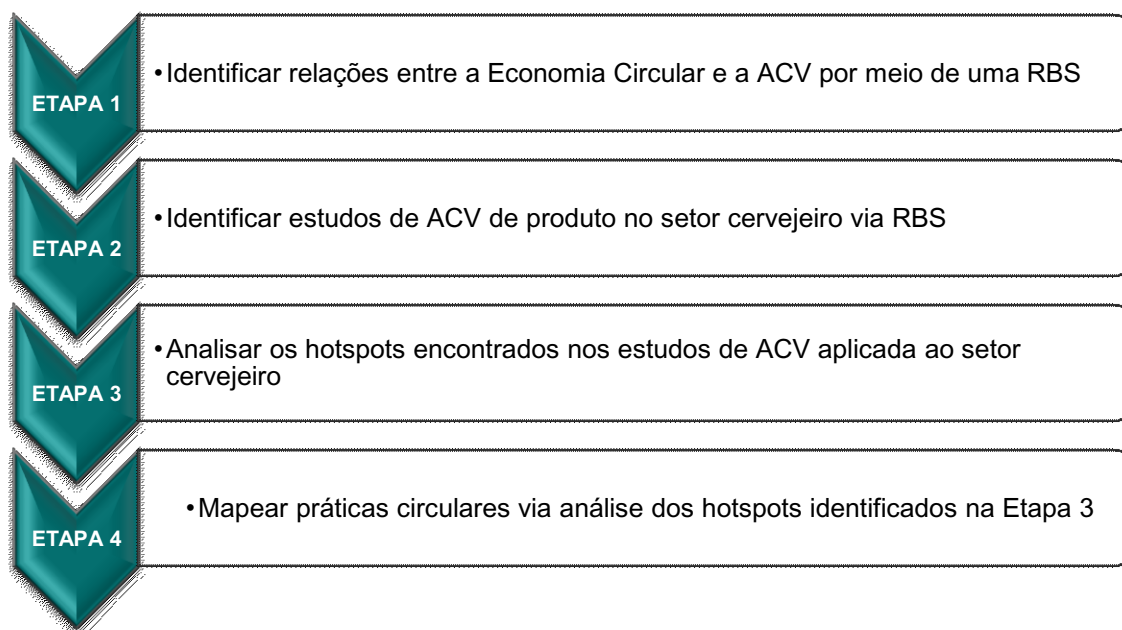 ETAPA 1
•Identificar relações entre a Economia Circular e a ACV por meio de uma RBS
ETAPA 2
•Identificar estudos de ACV de produto no setor cervejeiro via RBS
ETAPA 3
•Analisar os hotspots encontrados nos estudos de ACV aplicada ao setor
cervejeiro
ETAPA 4
•Mapear práticas circulares via análise dos hotspots identificados na Etapa 3